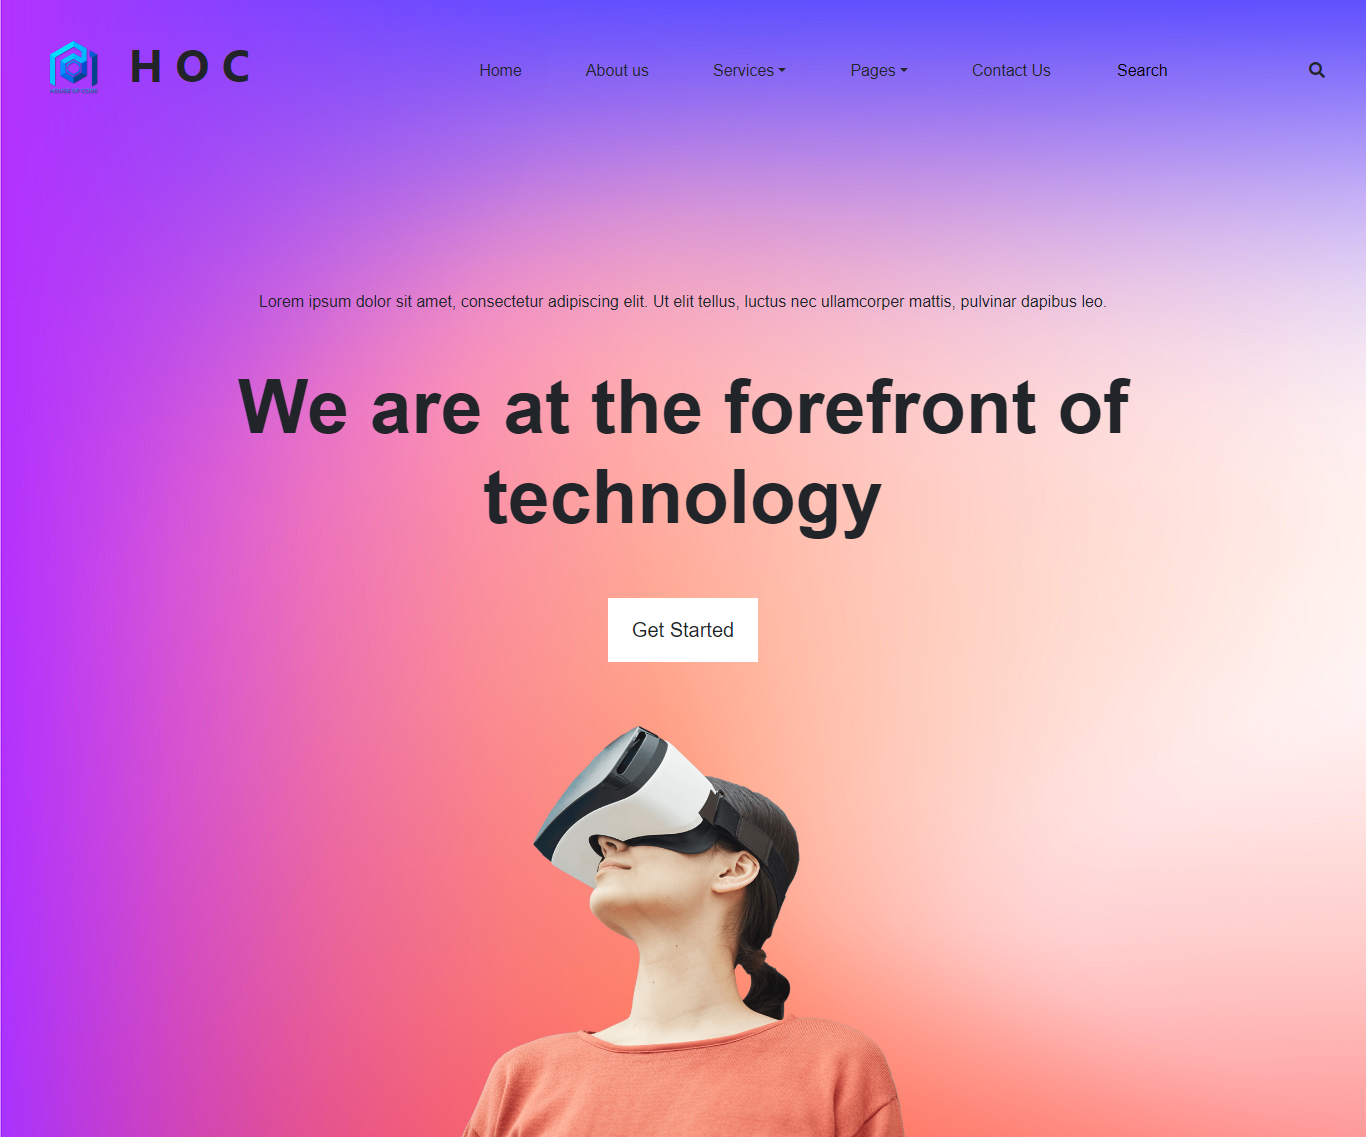 HOC
Home
About us
Services
Pages
Contact Us
Search
Lorem ipsum dolor sit amet, consectetur adipiscing elit. Ut elit tellus, luctus nec ullamcorper mattis, pulvinar dapibus leo.
We are at the forefront of
technology
Get Started